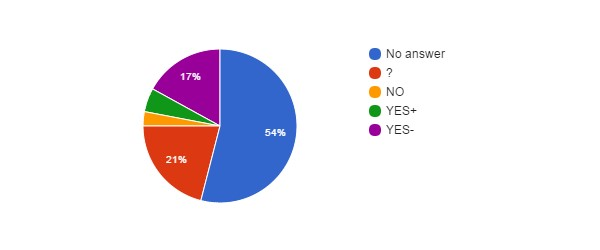 17%
54%
21%
No answer
?
NO
YES+
YES-